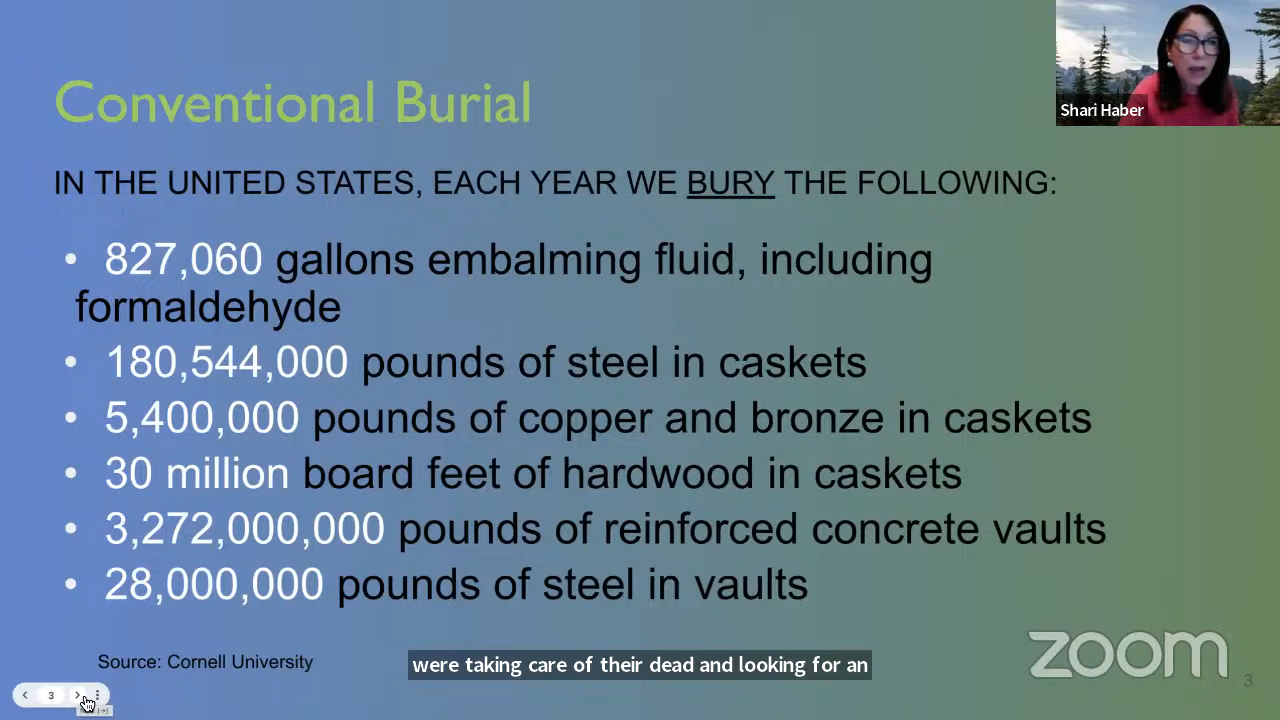 Conventional Burial
Shari Haber
IN THE UNITED STATES, EACH YEAR WE BURY THE FOLLOWING:
• 827,060 gallons embalming fluid, including
formaldehyde
• 180,544,000 pounds of steel in caskets
• 5,400,000 pounds of copper and bronze in caskets
• 30 million board feet of hardwood in caskets
• 3,272,000,000 pounds of reinforced concrete vaults
• 28,000,000 pounds of steel in vaults
Source: Cornell University
were taking care of their dead and looking for an
zoom
3
3